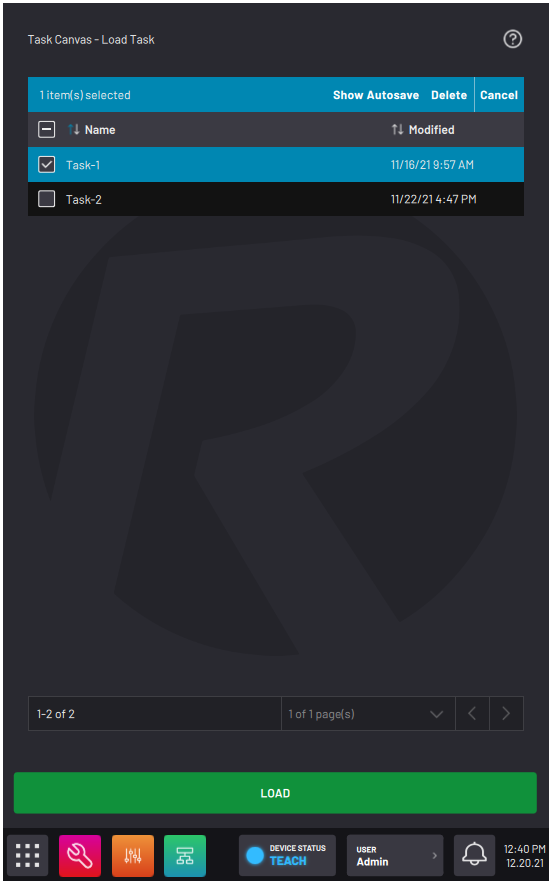 Task Canvas - Load Task
1 item(s) selected Show Autosave Delete Cancel
Name Modified
Task-1 11/16/21 9:57 AM
Task-2 11/22/21 4:47 PM
1-2 of 2 1 of 1 page(s)
LOAD
DEVICE STATUS
TEACH
USER
Admin
12:40 PM
12.20.21